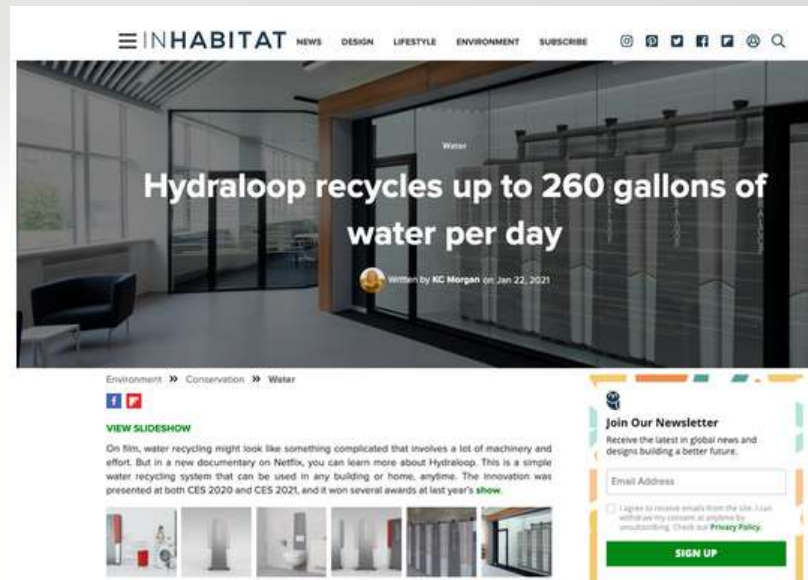 INHABITAT NEWS DESIGN LIFESTYLE ENVIRONMENT SUBSCRIBE
Water
Hydraloop recycles up to 260 gallons of
water per day
Written by KC Morgan on Jan 22, 2021
Environment » Conservation » Water
VIEW SLIDESHOW
On film, water recycling might look like something complicated that involves a lot of machinery and
effort. But in a new documentary on Netflix, you can learn more about Hydraloop. This is a simple
water recycling system that can be used in any building or home, anytime. The innovation was
presented at both CES 2020 and CES 2021, and it won several awards at last year's show.
Join Our Newsletter
Receive the latest in global news and
designs building a better future.
Email Address
I agree to receive emails from the site. I can
withdraw my consent at anytime by
unsubscribing. Check our Privacy Policy.
SIGN UP